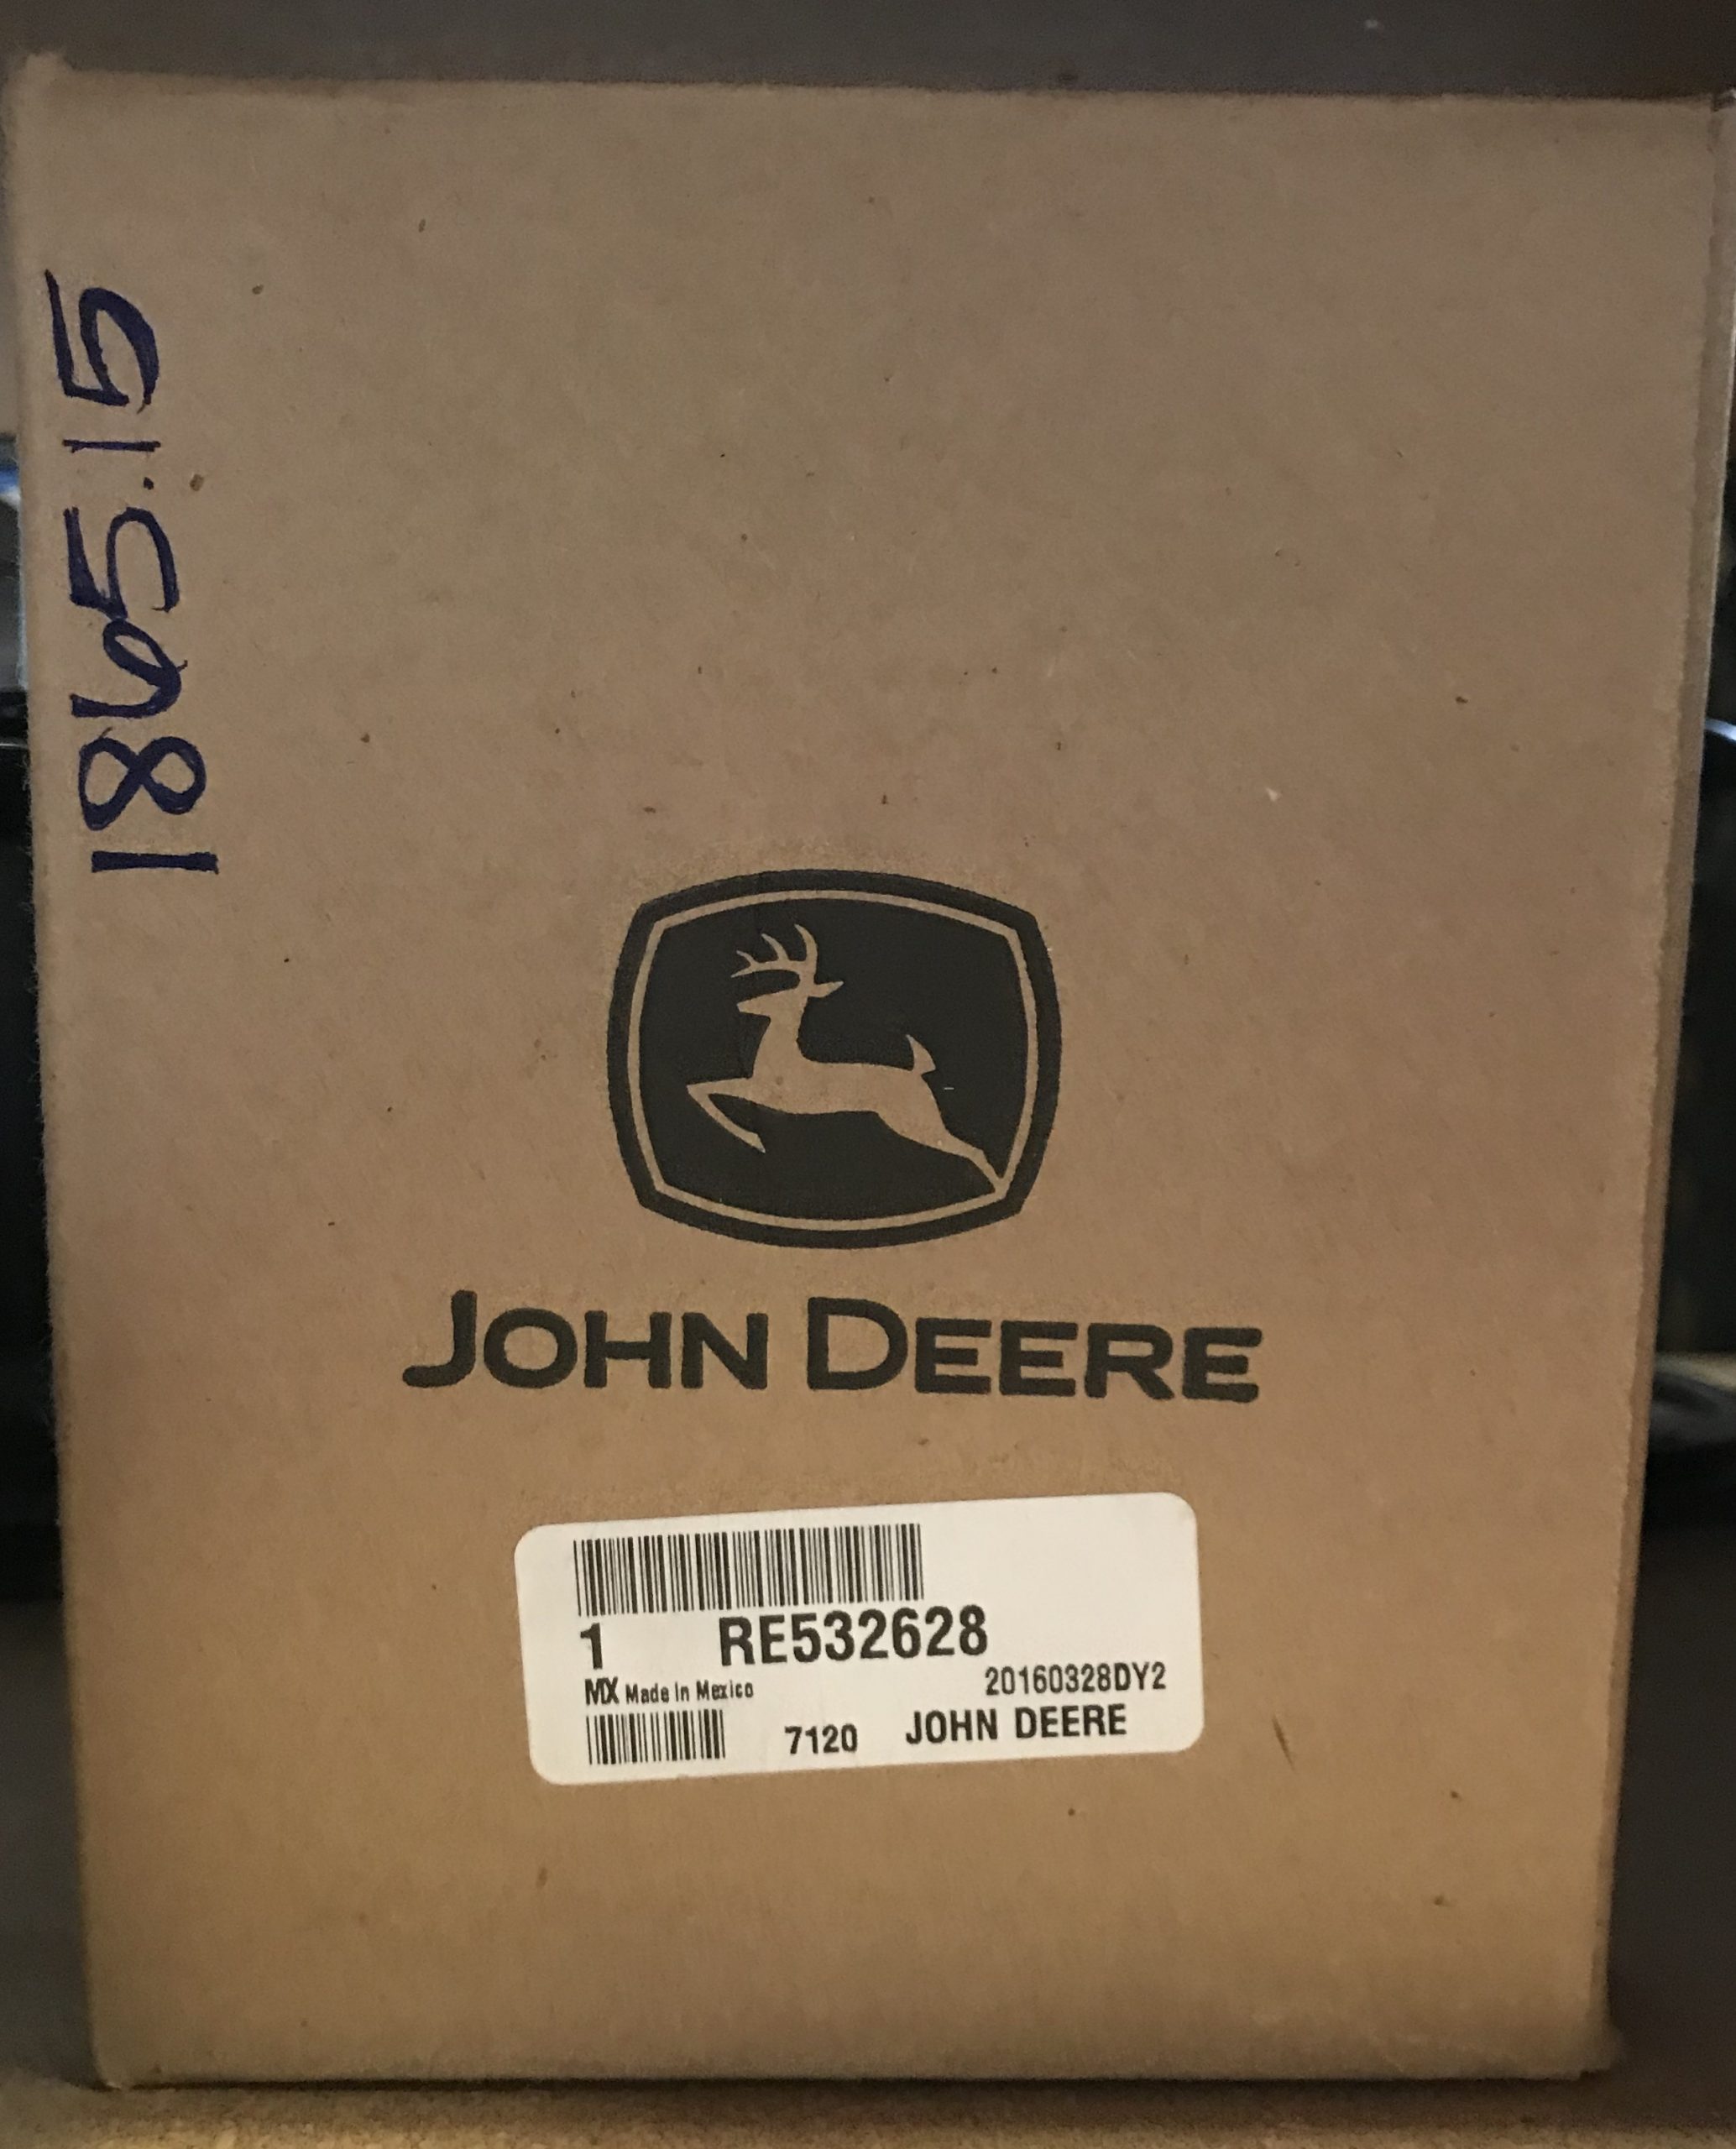 1865.15
JOHN DEERE
1 RE532628
MX Made In Mexico 20160328DY2
7120 JOHN DEERE